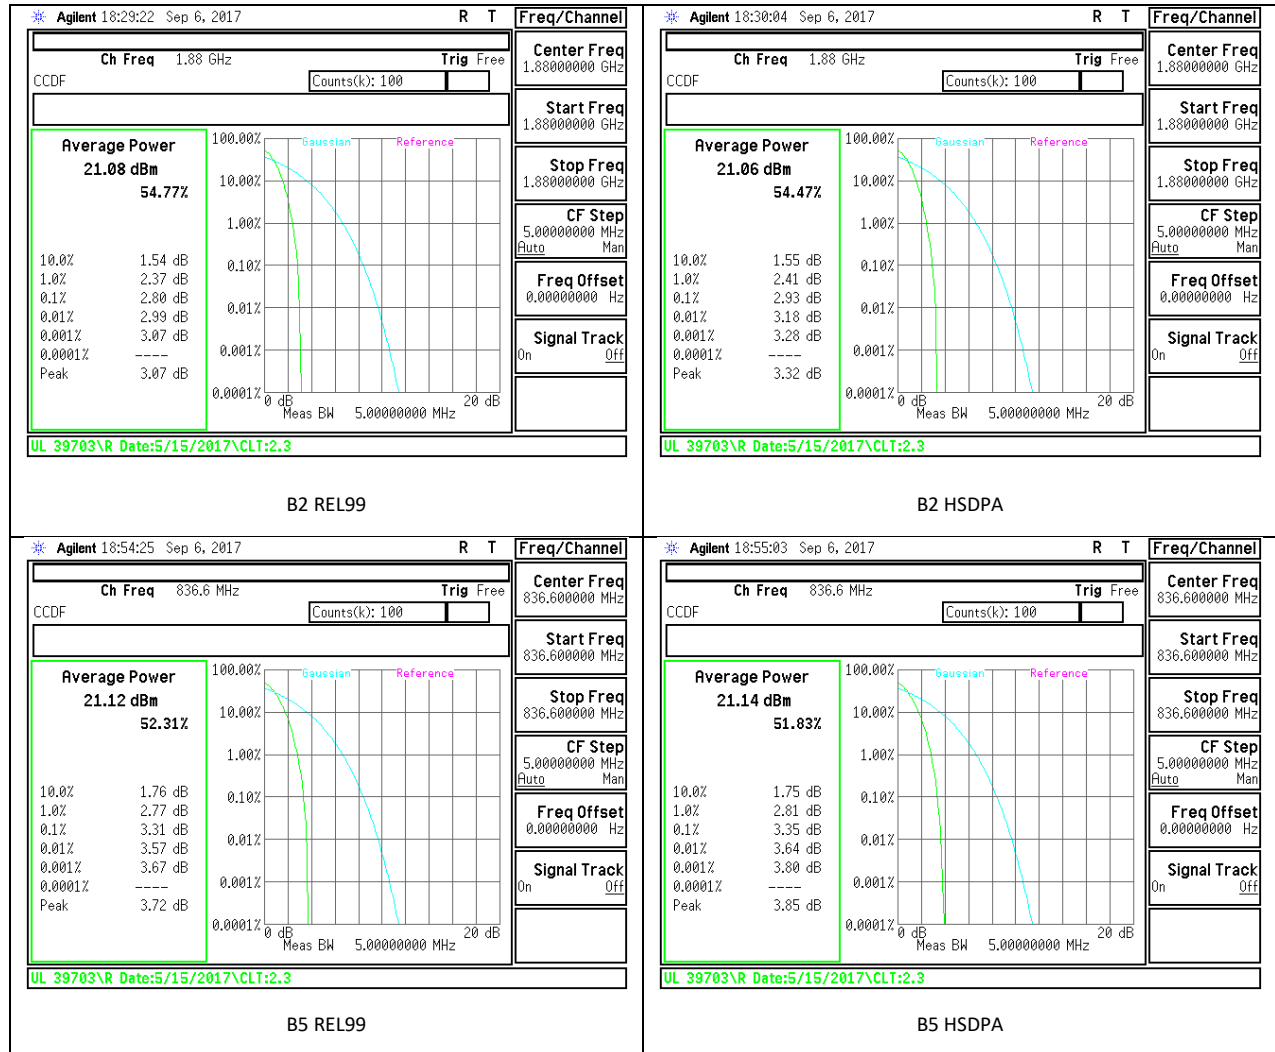 Agilent 18:29:22 Sep 6, 2017 R T Freq/Channel
Ch Freq 1.88 GHz Trig Free
CCDF Counts(k): 100
Average Power
21.08 dBm
54.77%
10.0% 1.54 dB
1.0% 2.37 dB
0.1% 2.80 dB
0.01% 2.99 dB
0.001% 3.07 dB
0.0001% ----
Peak 3.07 dB
Gaussian Reference
100.00%
10.00%
1.00%
0.10%
0.01%
0.001%
0.0001%
0 dB 20 dB
Meas BW 5.000000000 MHz
Center Freq
1.88000000 GHz
Start Freq
1.88000000 GHz
Stop Freq
1.88000000 GHz
CF Step
5.00000000 MHz
Auto Man
Freq Offset
0.00000000 Hz
Signal Track
On Off
UL 39703\R Date:5/15/2017\CLT:2.3
B2 REL99
Agilent 18:30:04 Sep 6, 2017 R T Freq/Channel
Ch Freq 1.88 GHz Trig Free
CCDF Counts(k): 100
Average Power
21.06 dBm
54.47%
10.0% 1.55 dB
1.0% 2.41 dB
0.1% 2.93 dB
0.01% 3.18 dB
0.001% 3.28 dB
0.0001% ----
Peak 3.32 dB
Gaussian Reference
100.00%
10.00%
1.00%
0.10%
0.01%
0.001%
0.0001%
0 dB 20 dB
Meas BW 5.000000000 MHz
Center Freq
1.88000000 GHz
Start Freq
1.88000000 GHz
Stop Freq
1.88000000 GHz
CF Step
5.00000000 MHz
Auto Man
Freq Offset
0.00000000 Hz
Signal Track
On Off
UL 39703\R Date:5/15/2017\CLT:2.3
B2 HSDPA
Agilent 18:54:25 Sep 6, 2017 R T Freq/Channel
Ch Freq 836.6 MHz Trig Free
CCDF Counts(k): 100
Average Power
21.12 dBm
52.31%
10.0% 1.76 dB
1.0% 2.77 dB
0.1% 3.31 dB
0.01% 3.57 dB
0.001% 3.67 dB
0.0001% ----
Peak 3.72 dB
Gaussian Reference
100.00%
10.00%
1.00%
0.10%
0.01%
0.001%
0.0001%
0 dB 20 dB
Meas BW 5.000000000 MHz
Center Freq
836.600000 MHz
Start Freq
836.600000 MHz
Stop Freq
836.600000 MHz
CF Step
5.00000000 MHz
Auto Man
Freq Offset
0.00000000 Hz
Signal Track
On Off
UL 39703\R Date:5/15/2017\CLT:2.3
B5 REL99
Agilent 18:55:03 Sep 6, 2017 R T Freq/Channel
Ch Freq 836.6 MHz Trig Free
CCDF Counts(k): 100
Average Power
21.14 dBm
51.83%
10.0% 1.75 dB
1.0% 2.81 dB
0.1% 3.35 dB
0.01% 3.64 dB
0.001% 3.80 dB
0.0001% ----
Peak 3.85 dB
Gaussian Reference
100.00%
10.00%
1.00%
0.10%
0.01%
0.001%
0.0001%
0 dB 20 dB
Meas BW 5.000000000 MHz
Center Freq
836.600000 MHz
Start Freq
836.600000 MHz
Stop Freq
836.600000 MHz
CF Step
5.00000000 MHz
Auto Man
Freq Offset
0.00000000 Hz
Signal Track
On Off
UL 39703\R Date:5/15/2017\CLT:2.3
B5 HSDPA